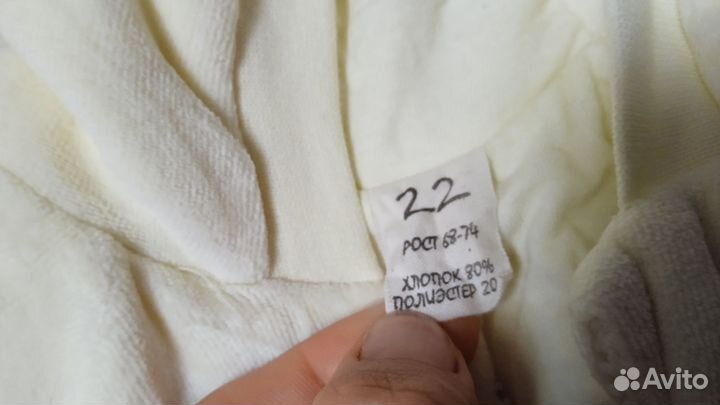 22
РОСТ 68-74
ХЛОПОК 80%
ПОЛИЭСТЕР 20
Avito